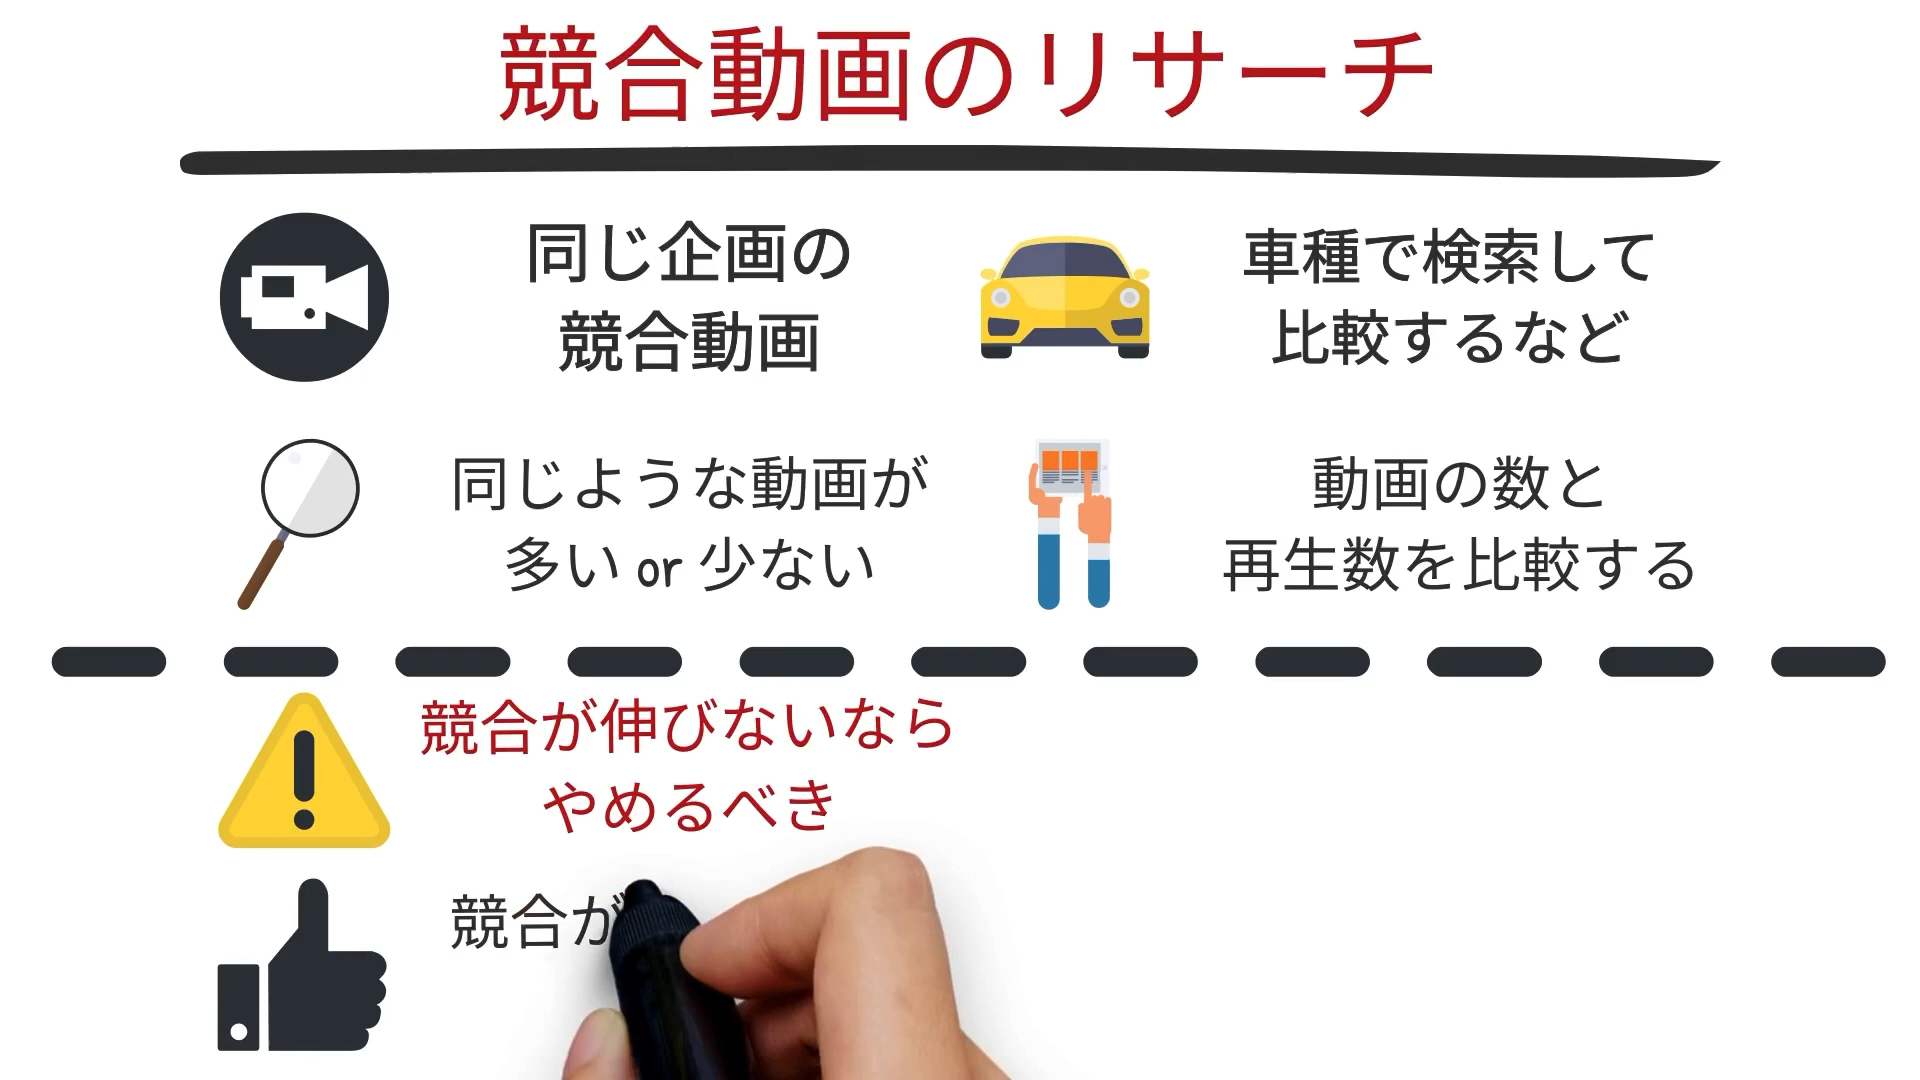 競合動画のリサーチ
同じ企画の
競合動画
車種で検索して
比較するなど
同じような動画が
多い or 少ない
動画の数と
再生数を比較する
競合が伸びないなら
やめるべき
競合が